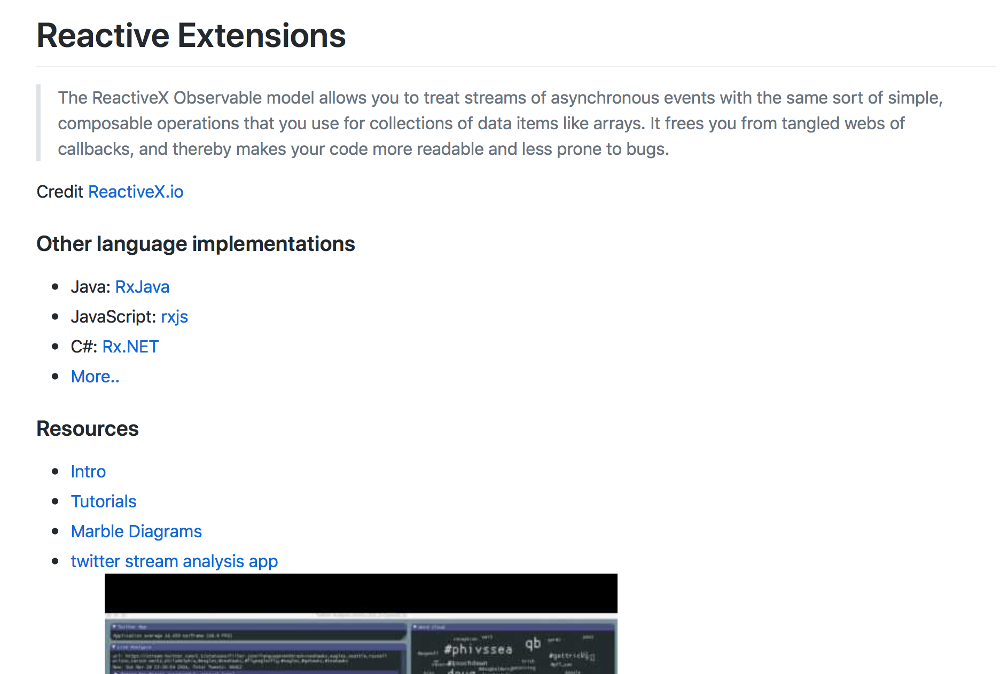 Reactive Extensions
The ReactiveX Observable model allows you to treat streams of asynchronous events with the same sort of simple,
composable operations that you use for collections of data items like arrays. It frees you from tangled webs of
callbacks, and thereby makes your code more readable and less prone to bugs.
Credit ReactiveX.io
Other language implementations
Java: RxJava
JavaScript: rxjs
C#: Rx.NET
More..
Resources
Intro
Tutorials
Marble Diagrams
twitter stream analysis app
qb
#phivssea
#touchdown
doug